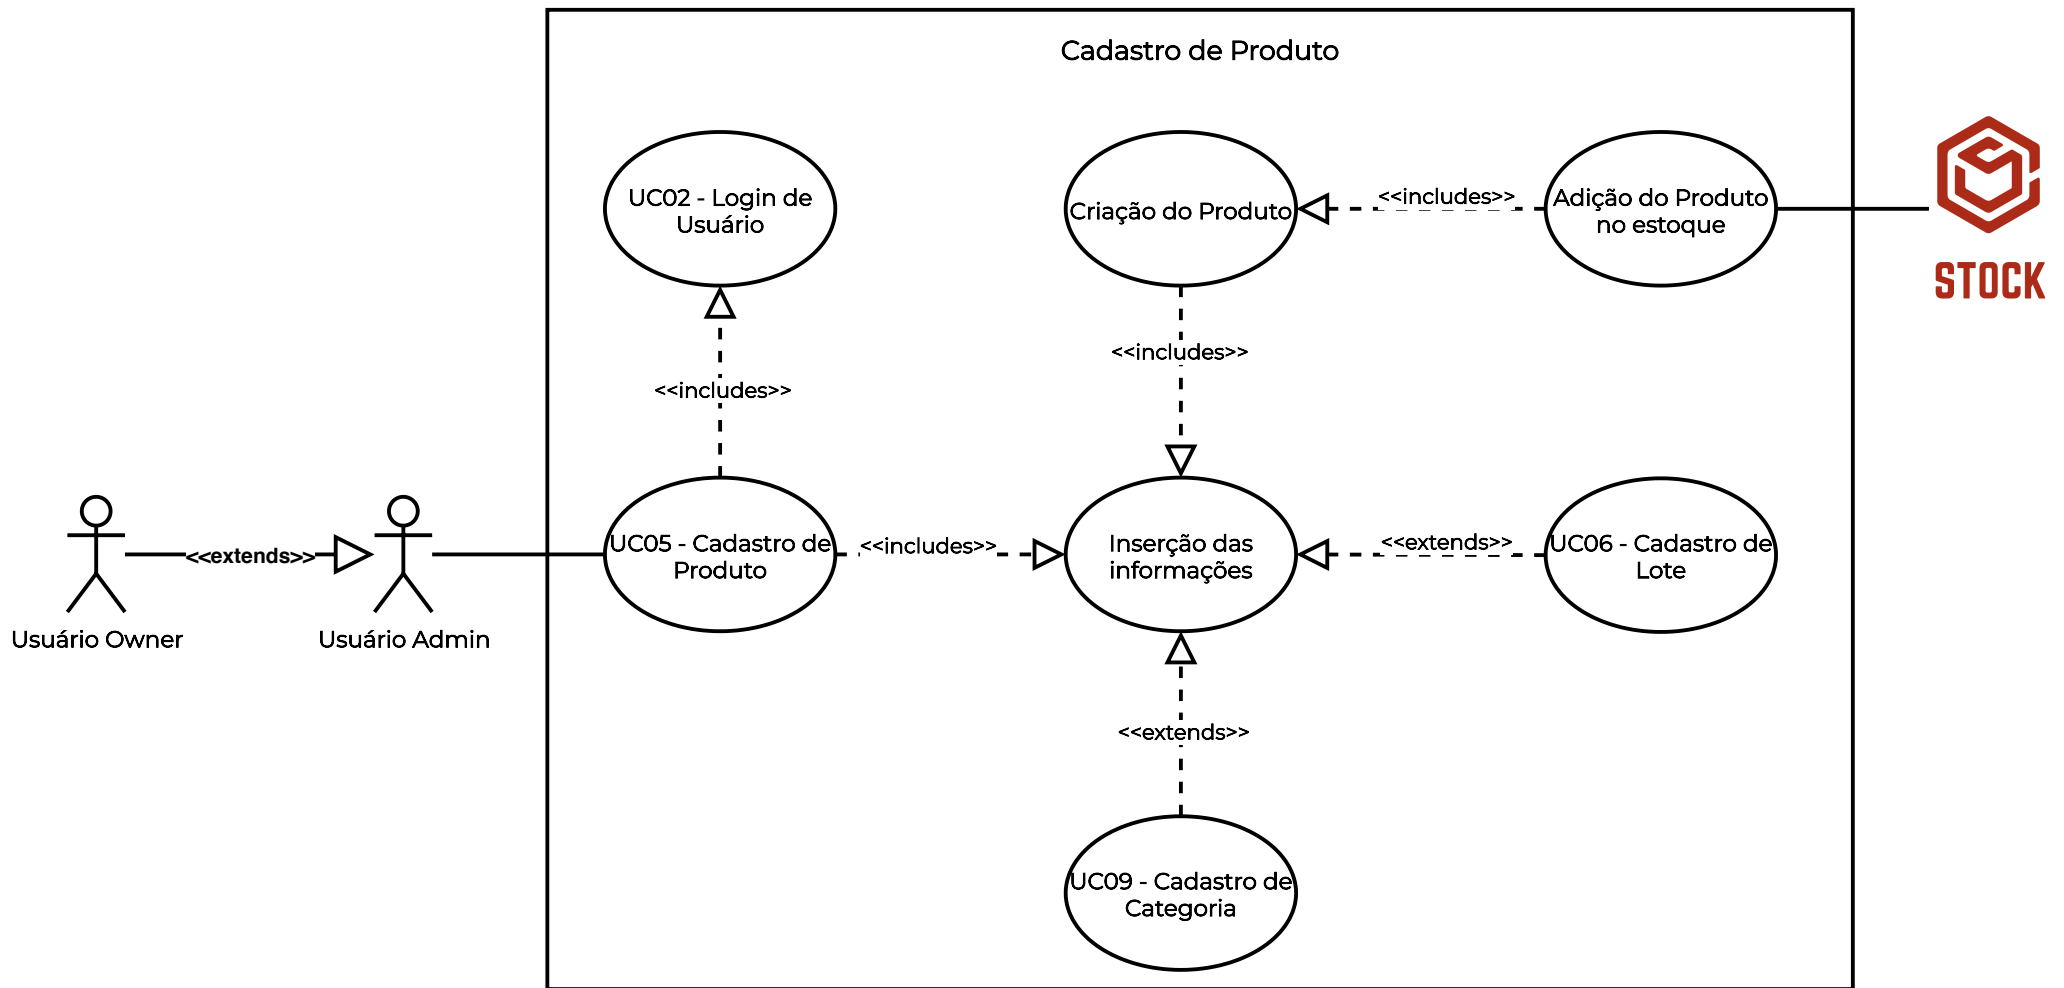 Cadastro de Produto
UC02 - Login de
Usuário
Criação do Produto
<<includes>>
Adição do Produto
no estoque
STOCK
<<includes>>
<<includes>>
<<extends>>
UC05 - Cadastro de
Produto
<<includes>>
Inserção das
informações
<<extends>>
UC06 - Cadastro de
Lote
Usuário Owner
Usuário Admin
<<extends>>
UC09 - Cadastro de
Categoria